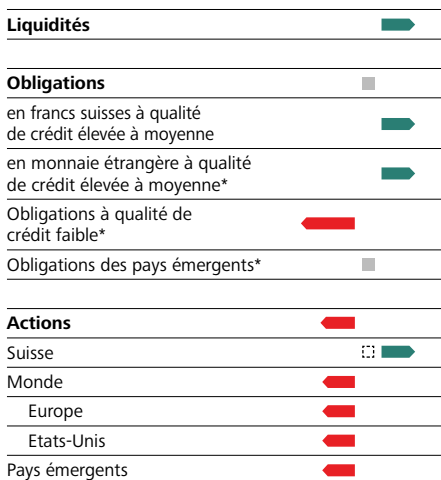 Liquidités
Obligations
en francs suisses à qualité
de crédit élevée à moyenne
en monnaie étrangère à qualité
de crédit élevée à moyenne*
Obligations à qualité de
crédit faible*
Obligations des pays émergents*
Actions
Suisse
Monde
Europe
Etats-Unis
Pays émergents